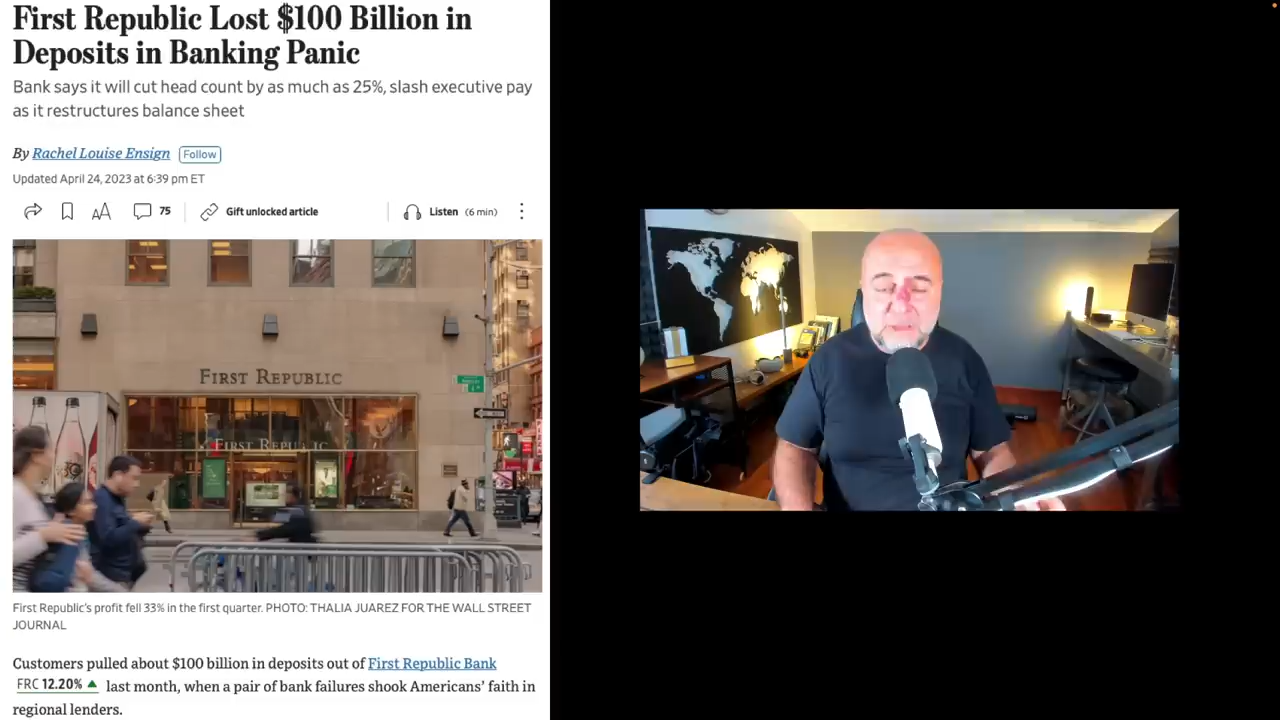 First Republic Lost $100 Billion in
Deposits in Banking Panic
Bank says it will cut head count by as much as 25%, slash executive pay
as it restructures balance sheet
By Rachel Louise Ensign Follow
Updated April 24, 2023 at 6:39 pm ET
AA 75 Gift unlocked article Listen (6 min)
FIRST REPUBLIC
FIRST REPUBLIC
First Republic's profit fell 33% in the first quarter. PHOTO: THALIA JUAREZ FOR THE WALL STREET
JOURNAL
Customers pulled about $100 billion in deposits out of First Republic Bank
FRC 12.20% ▲ last month, when a pair of bank failures shook Americans' faith in
regional lenders.